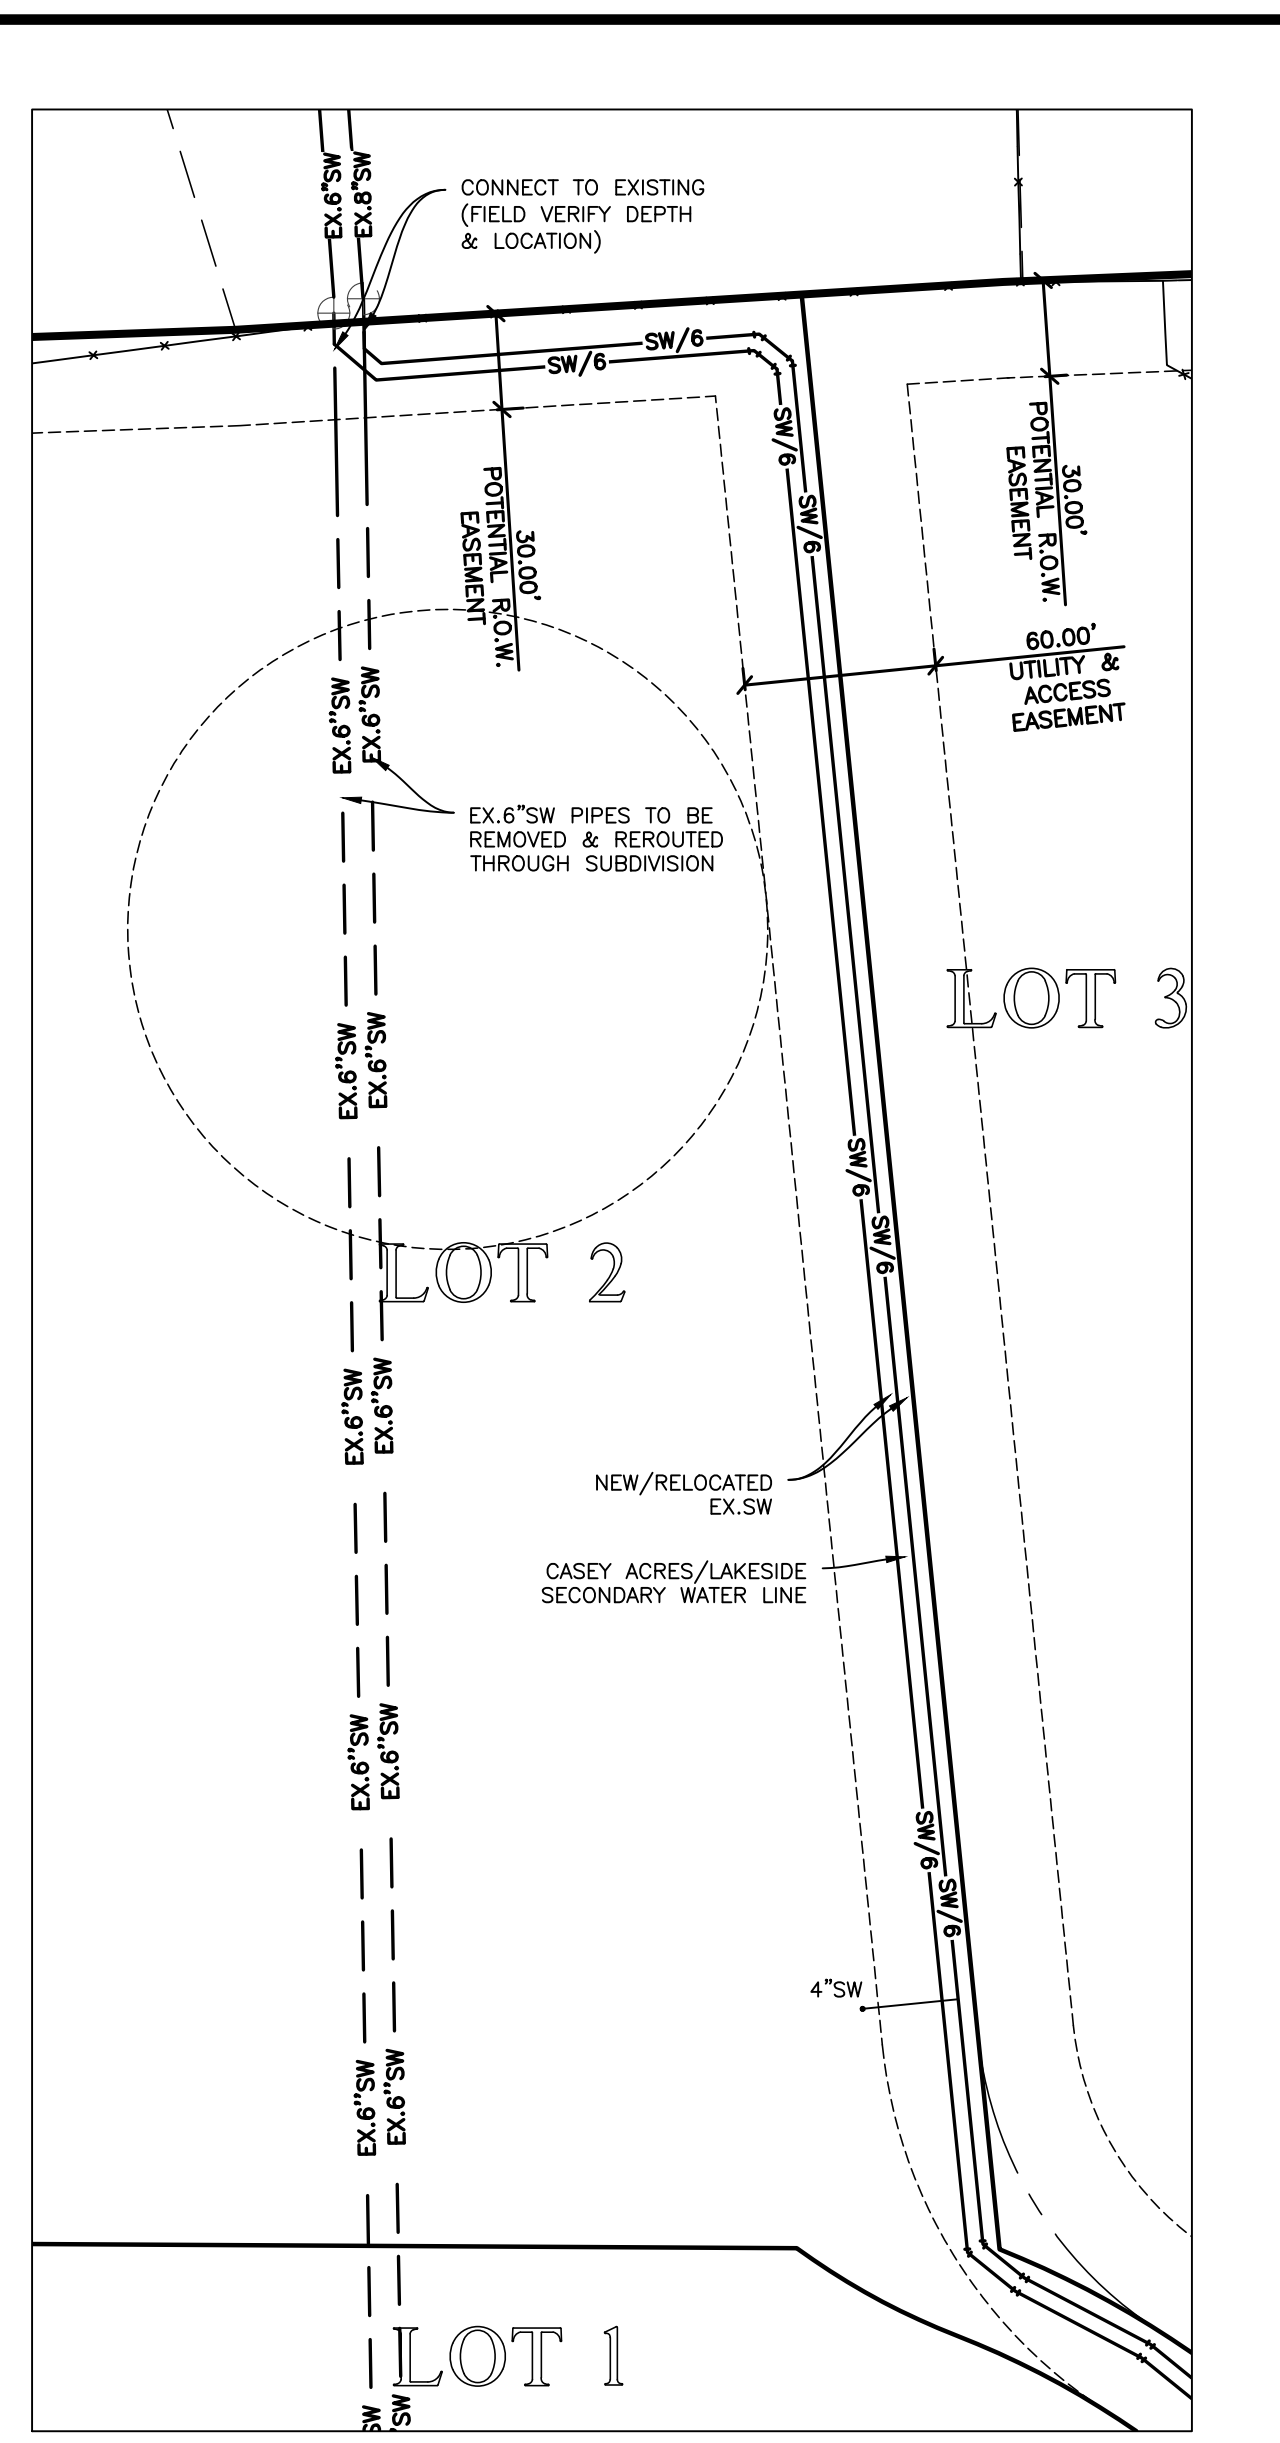 EX.6"SW
EX.8"SW
CONNECT TO EXISTING
(FIELD VERIFY DEPTH
& LOCATION)
SW/6
SW/6
SW/6
SW/6
30.00'
POTENTIAL R.O.W.
EASEMENT
30.00'
POTENTIAL R.O.W.
EASEMENT
60.00'
UTILITY &
ACCESS
EASEMENT
EX.6"SW
EX.6"SW
EX.6"SW PIPES TO BE
REMOVED & REROUTED
THROUGH SUBDIVISION
LOT 3
EX.6"SW
EX.6"SW
SW/6
SW/6
LOT 2
EX.6"SW
EX.6"SW
NEW/RELOCATED
EX.SW
CASEY ACRES/LAKESIDE
SECONDARY WATER LINE
EX.6"SW
EX.6"SW
SW/6
SW/6
4"SW
EX.6"SW
EX.6"SW
LOT 1
SW
"SW